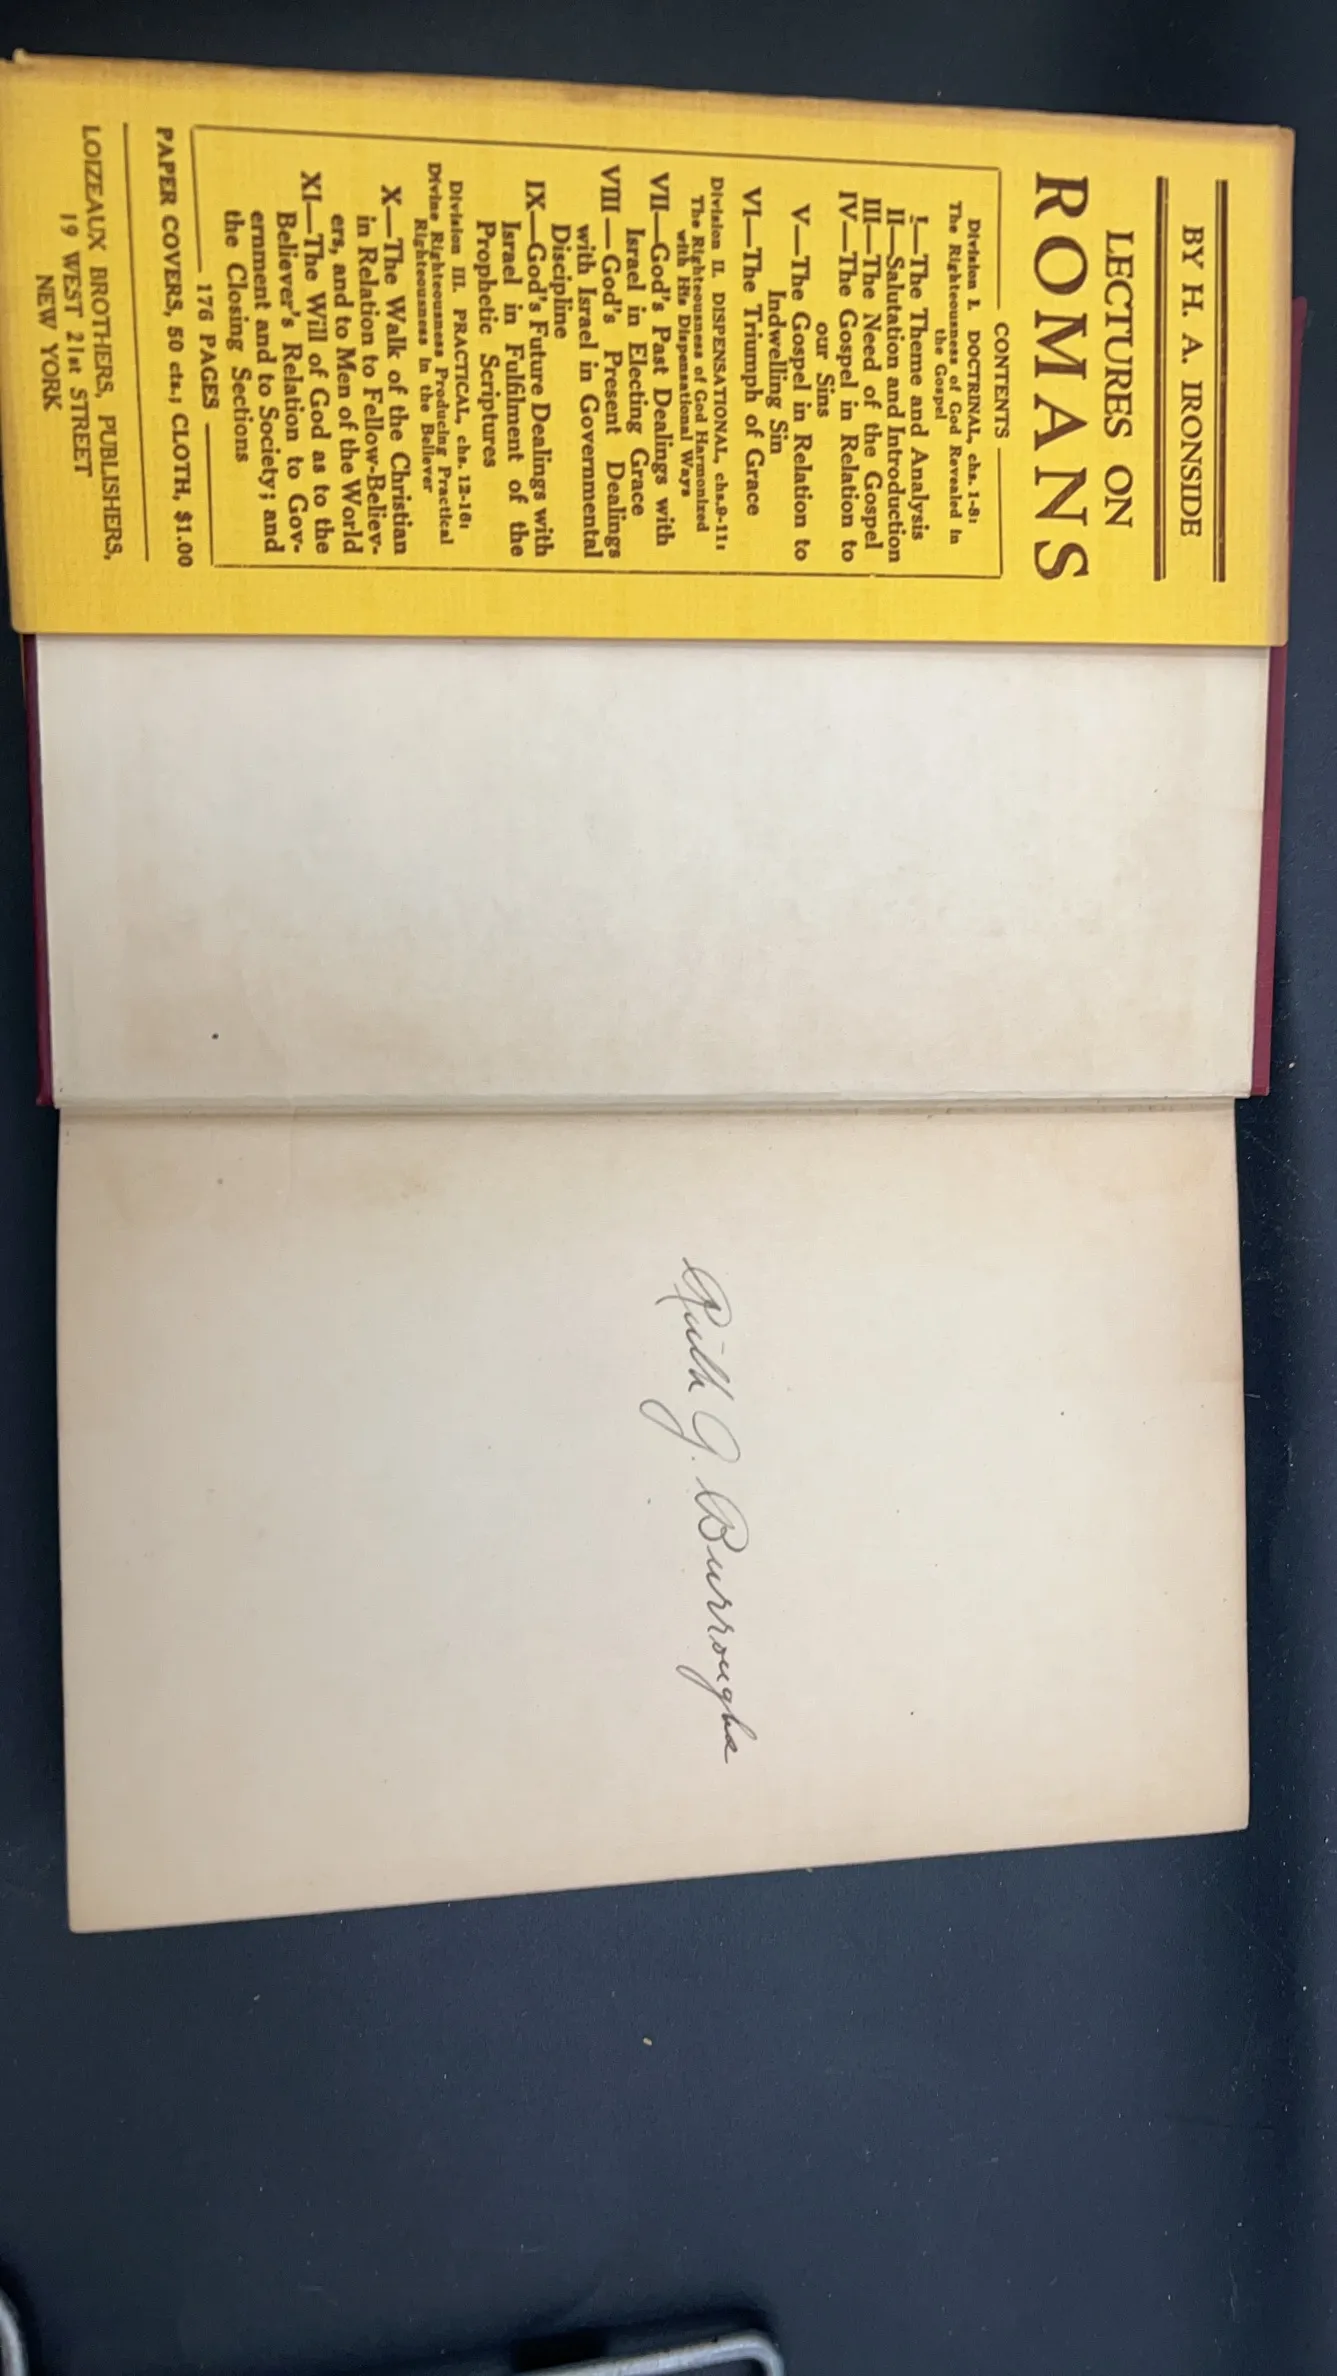 BY H. A. IRONSIDE
LECTURES ON
ROMANS
CONTENTS
Division I. DOCTRINAL, chs. 1-8:
The Righteousness of God Revealed in
the Gospel
I—The Theme and Analysis
II—Salutation and Introduction
III—The Need of the Gospel
IV—The Gospel in Relation to
our Sins
V—The Gospel in Relation to
Indwelling Sin
VI—The Triumph of Grace
Division II. DISPENSATIONAL, chs. 9-11:
The Righteousness of God Harmonized
with His Dispensational Ways
VII—God's Past Dealings with
Israel in Electing Grace
VIII—God's Present Dealings
with Israel in Governmental
Discipline
IX—God's Future Dealings with
Israel in Fulfilment of the
Prophetic Scriptures
Division III. PRACTICAL, chs. 12-16:
Divine Righteousness Producing Practical
Righteousness in the Believer
X—The Walk of the Christian
in Relation to Fellow-Believ-
ers, and to Men of the World
XI—The Will of God as to the
Believer's Relation to Gov-
ernment and to Society; and
the Closing Sections
176 PAGES
PAPER COVERS, 50 cts.; CLOTH, $1.00
LOIZEAUX BROTHERS, PUBLISHERS,
19 WEST 21st STREET
NEW YORK
Ruth G. Burroughs